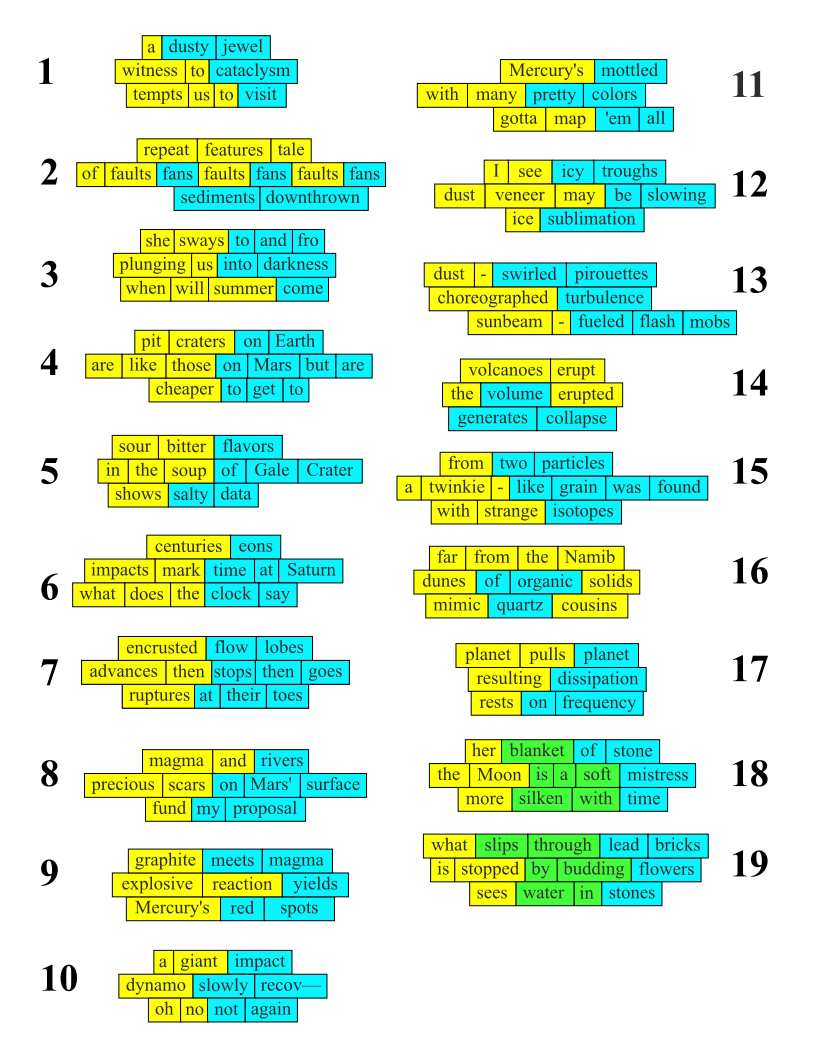 1
a dusty jewel
witness to cataclysm
tempts us to visit
2
repeat features tale
of faults fans faults fans faults fans
sediments downthrown
3
she sways to and fro
plunging us into darkness
when will summer come
4
pit craters on Earth
are like those on Mars but are
cheaper to get to
5
sour bitter flavors
in the soup of Gale Crater
shows salty data
6
centuries eons
impacts mark time at Saturn
what does the clock say
7
encrusted flow lobes
advances then stops then goes
ruptures at their toes
8
magma and rivers
precious scars on Mars' surface
fund my proposal
9
graphite meets magma
explosive reaction yields
Mercury's red spots
10
a giant impact
dynamo slowly recov—
oh no not again
11
Mercury's mottled
with many pretty colors
gotta map 'em all
12
I see icy troughs
dust veneer may be slowing
ice sublimation
13
dust - swirled pirouettes
choreographed turbulence
sunbeam - fueled flash mobs
14
volcanoes erupt
the volume erupted
generates collapse
15
from two particles
a twinkie - like grain was found
with strange isotopes
16
far from the Namib
dunes of organic solids
mimic quartz cousins
17
planet pulls planet
resulting dissipation
rests on frequency
18
her blanket of stone
the Moon is a soft mistress
more silken with time
19
what slips through lead bricks
is stopped by budding flowers
sees water in stones